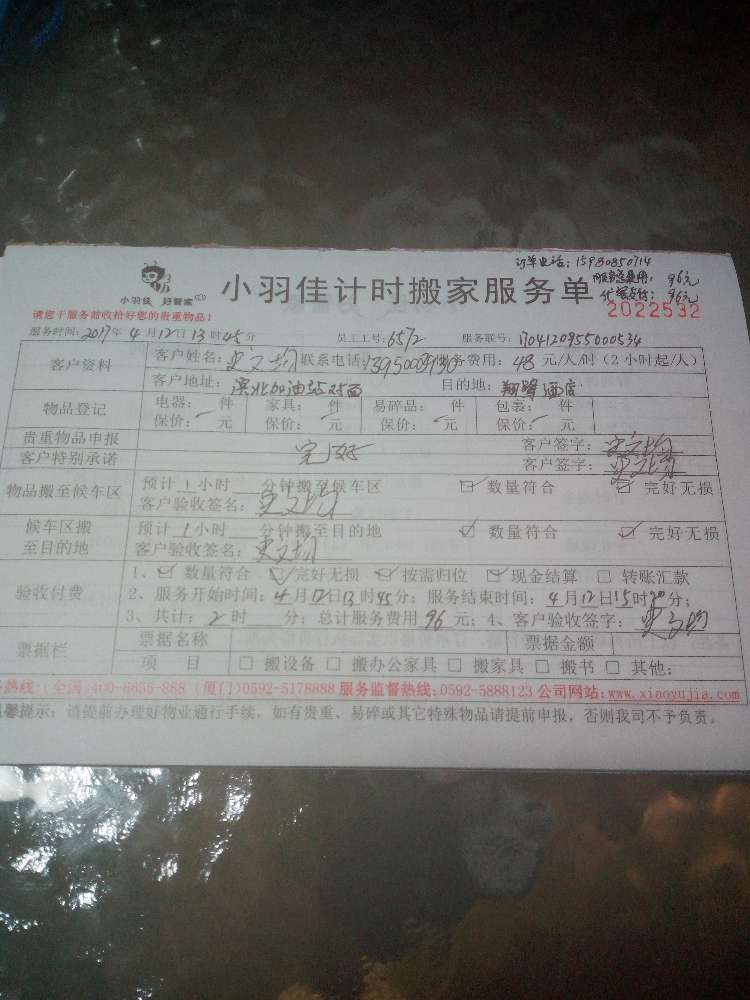 订单电话：15980850714
服务总费用：96元
小羽佳 好管家
小羽佳计时搬家服务单
代客支付：96元
2022532
请您于服务前收拾好您的贵重物品！
服务时间：2017年 4月12日 13时45分 员工工号：6572 服务联号：1704120955000534
客户资料
客户姓名： 联系电话： 服务费用：48 元/人/时（2小时起/人）
客户地址：滨北加油站对面 目的地：翔鹭酒店
物品登记
电器： 件 家具： 件 易碎品： 件 包裹： 件
保价： 元 保价： 元 保价： 元 保价： 元
贵重物品申报 客户签字：
客户特别承诺 完好 客户签字：
物品搬至候车区
预计 1 小时 分钟搬至候车区 ☑ 数量符合 ☑ 完好无损
客户验收签名：
候车区搬至目的地
预计 1 小时 分钟搬至目的地 ☑ 数量符合 ☑ 完好无损
客户验收签名：
验收付费
1、☑ 数量符合 ☑ 完好无损 ☑ 按需归位 ☑ 现金结算 □ 转账汇款
2、服务开始时间：4月12日13时45分；服务结束时间：4月12日15时20分；
3、共计：2时 分；总计服务费用 96 元；4、客户验收签字：
票据栏
票据名称 票据金额
项 目 □ 搬设备 □ 搬办公家具 □ 搬家具 □ 搬书 □ 其他：
热线：（全国）400-8655-888（厦门）0592-5178888 服务监督热线：0592-5888123 公司网站：www.xiaoyujia.com
温馨提示：请提前办理好物业通行手续，如有贵重、易碎或其它特殊物品请提前申报，否则我司不予负责。